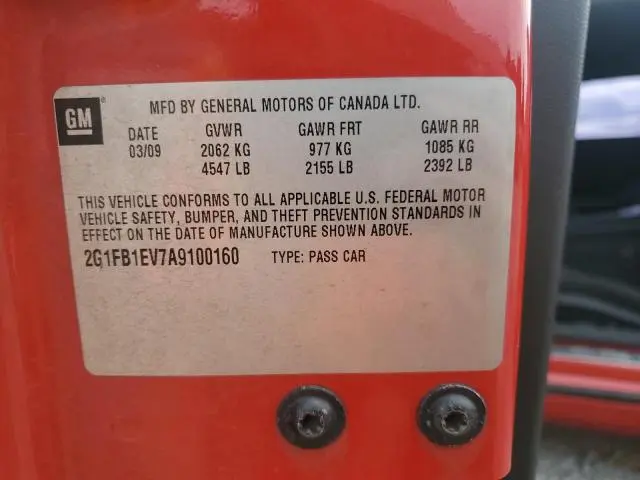 GM MFD BY GENERAL MOTORS OF CANADA LTD.
DATE GVWR GAWR FRT GAWR RR
03/09 2062 KG 977 KG 1085 KG
4547 LB 2155 LB 2392 LB
THIS VEHICLE CONFORMS TO ALL APPLICABLE U.S. FEDERAL MOTOR
VEHICLE SAFETY, BUMPER, AND THEFT PREVENTION STANDARDS IN
EFFECT ON THE DATE OF MANUFACTURE SHOWN ABOVE.
2G1FB1EV7A9100160 TYPE: PASS CAR